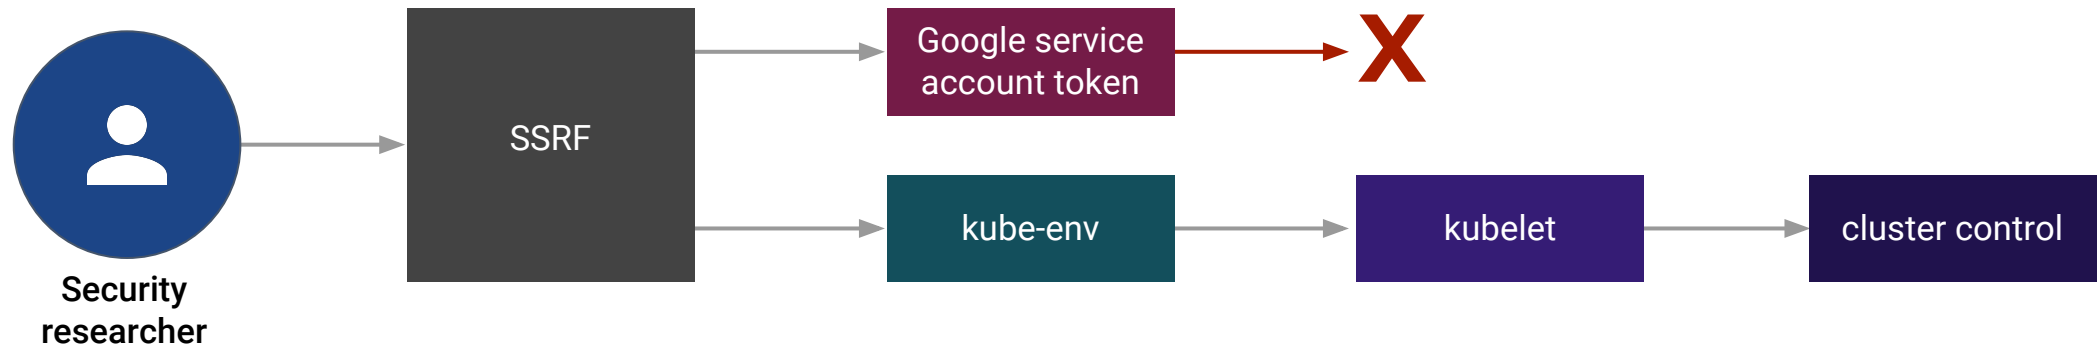 Security
researcher
SSRF
Google service
account token
X
kube-env
kubelet
cluster control